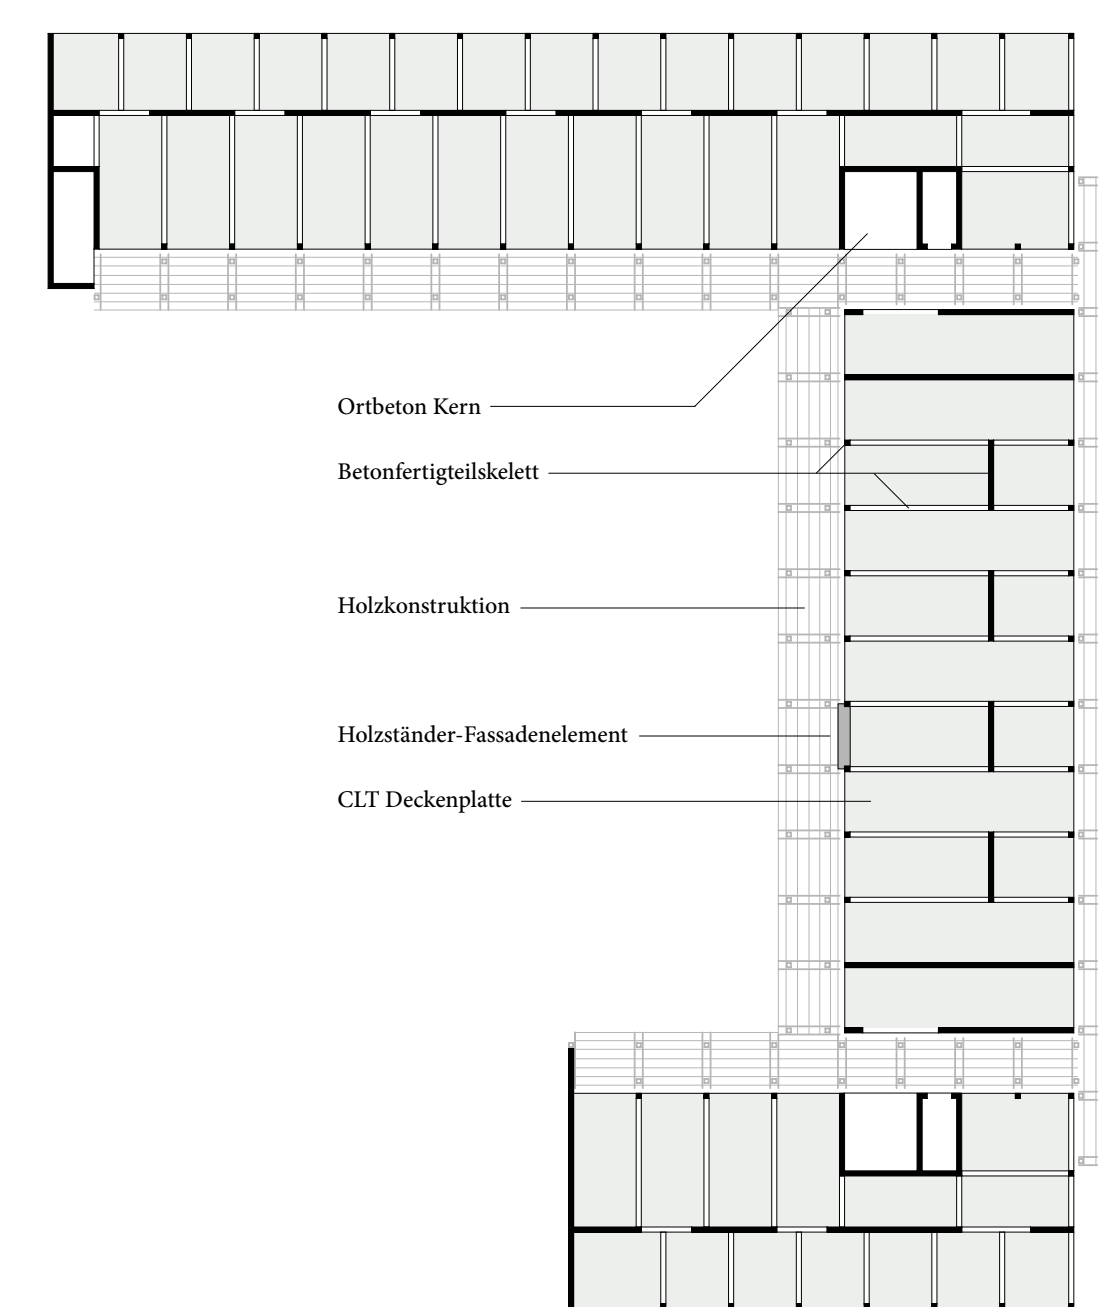 Ortbeton Kern
Betonfertigteilskelett
Holzkonstruktion
Holzständer-Fassadenelement
CLT Deckenplatte